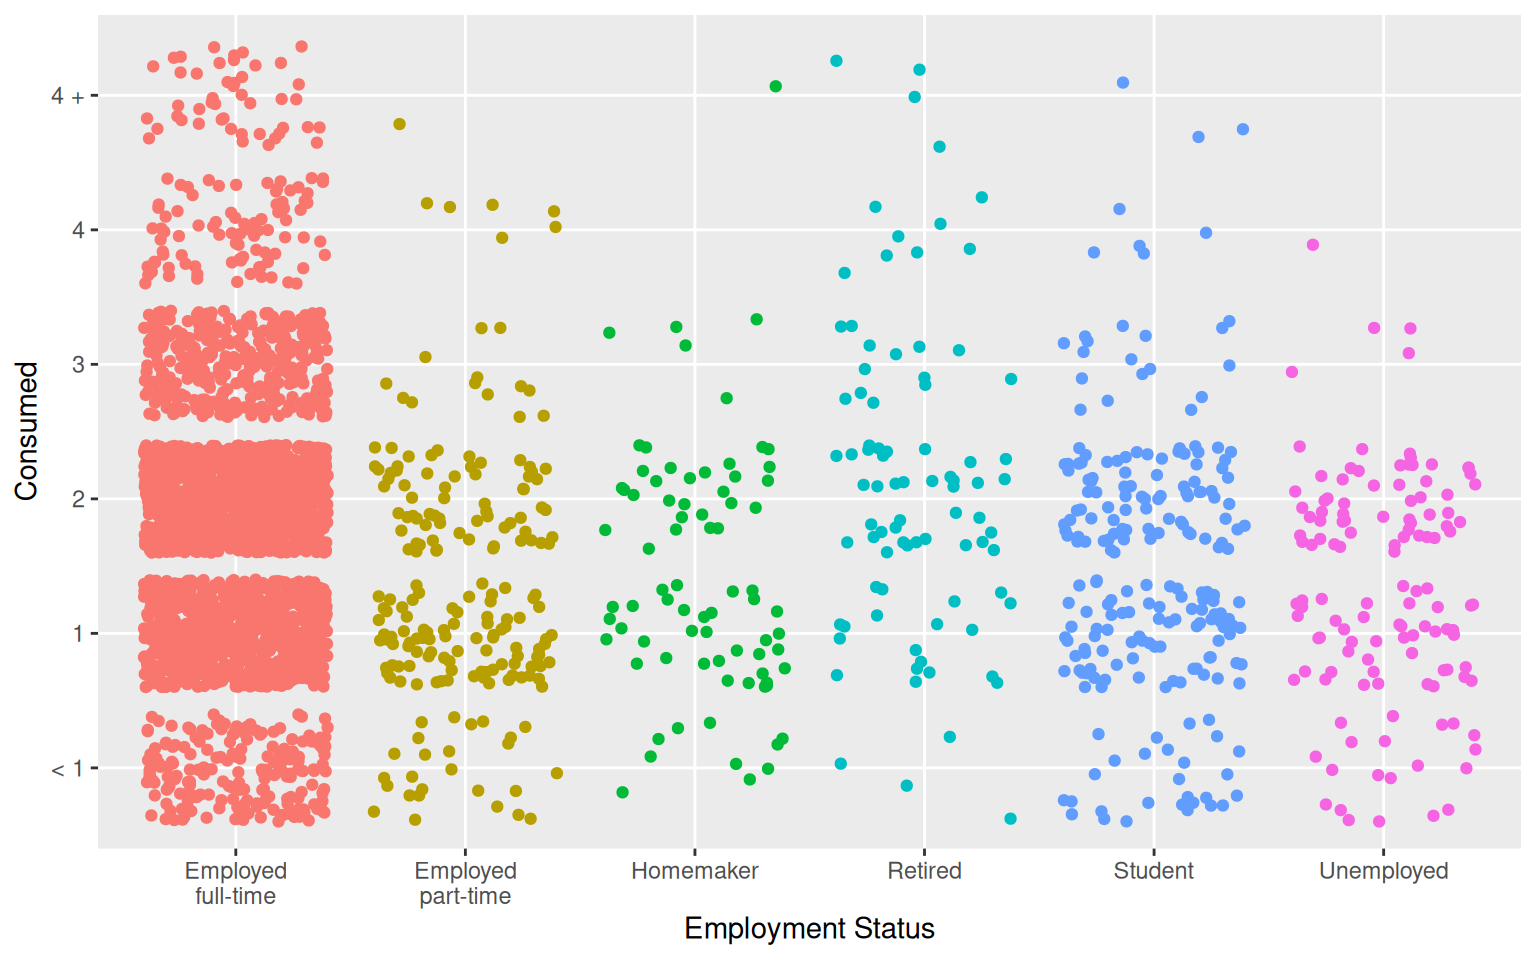 4 +
4
3
2
1
< 1
Consumed
Employed
full-time
Employed
part-time
Homemaker
Retired
Student
Unemployed
Employment Status